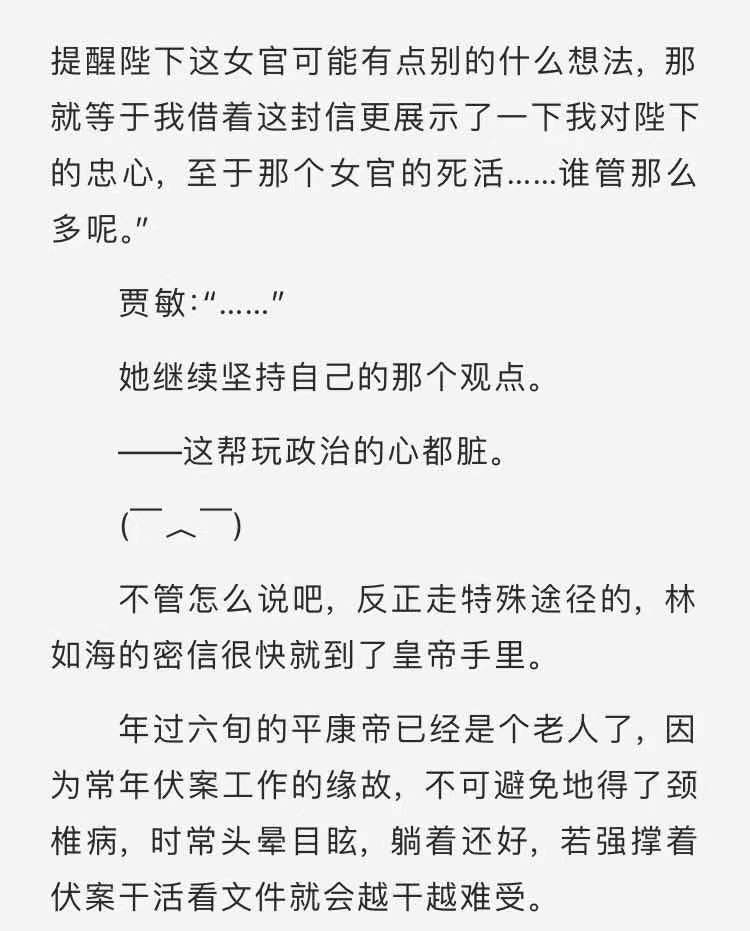 提醒陛下这女官可能有点别的什么想法，那
就等于我借着这封信更展示了一下我对陛下
的忠心，至于那个女官的死活……谁管那么
多呢。”
贾敏：“……”
她继续坚持自己的那个观点。
——这帮玩政治的心都脏。
(￣︿￣)
不管怎么说吧，反正走特殊途径的，林
如海的密信很快就到了皇帝手里。
年过六旬的平康帝已经是个老人了，因
为常年伏案工作的缘故，不可避免地得了颈
椎病，时常头晕目眩，躺着还好，若强撑着
伏案干活看文件就会越干越难受。